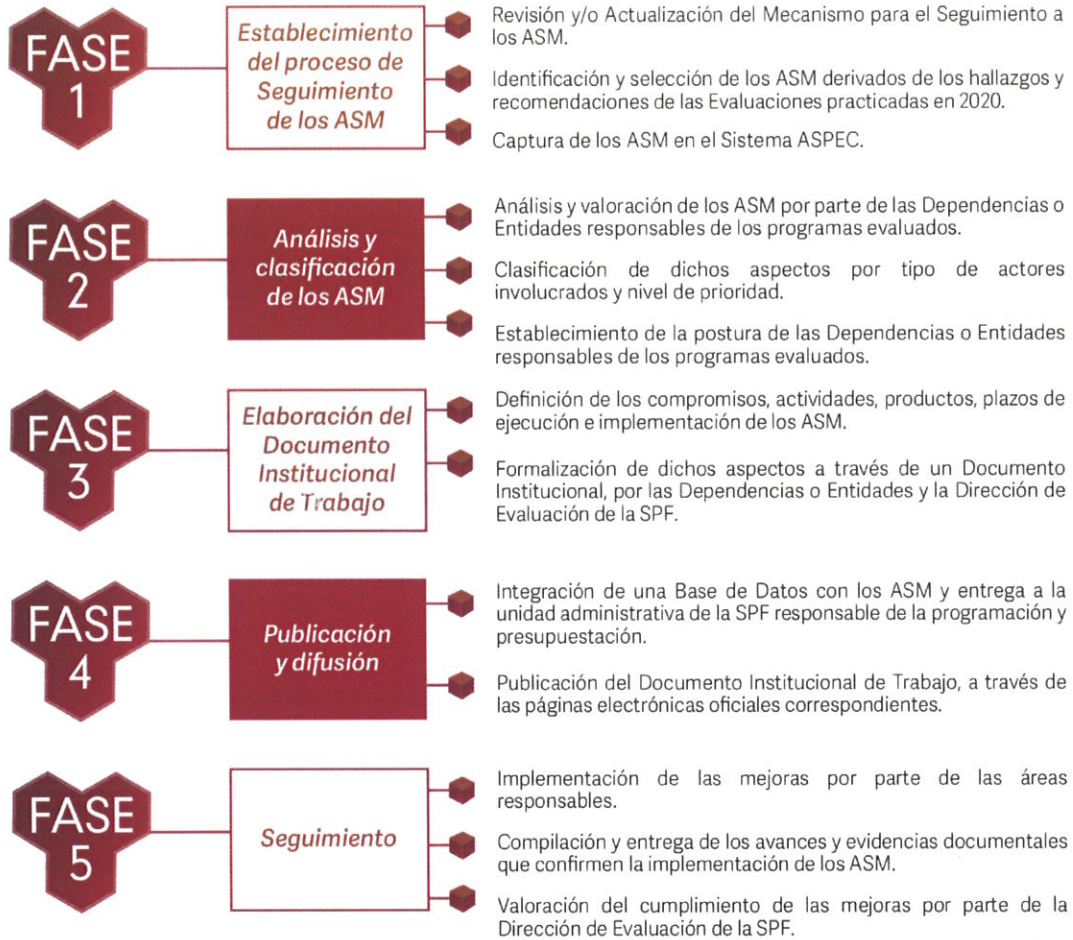 FASE
1
Establecimiento
del proceso de
Seguimiento
de los ASM
Revisión y/o Actualización del Mecanismo para el Seguimiento a
los ASM.
Identificación y selección de los ASM derivados de los hallazgos y
recomendaciones de las Evaluaciones practicadas en 2020.
Captura de los ASM en el Sistema ASPEC.
FASE
2
Análisis y
clasificación
de los ASM
Análisis y valoración de los ASM por parte de las Dependencias o
Entidades responsables de los programas evaluados.
Clasificación de dichos aspectos por tipo de actores
involucrados y nivel de prioridad.
Establecimiento de la postura de las Dependencias o Entidades
responsables de los programas evaluados.
FASE
3
Elaboración del
Documento
Institucional
de Trabajo
Definición de los compromisos, actividades, productos, plazos de
ejecución e implementación de los ASM.
Formalización de dichos aspectos a través de un Documento
Institucional, por las Dependencias o Entidades y la Dirección de
Evaluación de la SPF.
FASE
4
Publicación
y difusión
Integración de una Base de Datos con los ASM y entrega a la
unidad administrativa de la SPF responsable de la programación y
presupuestación.
Publicación del Documento Institucional de Trabajo, a través de
las páginas electrónicas oficiales correspondientes.
FASE
5
Seguimiento
Implementación de las mejoras por parte de las áreas
responsables.
Compilación y entrega de los avances y evidencias documentales
que confirmen la implementación de los ASM.
Valoración del cumplimiento de las mejoras por parte de la
Dirección de Evaluación de la SPF.